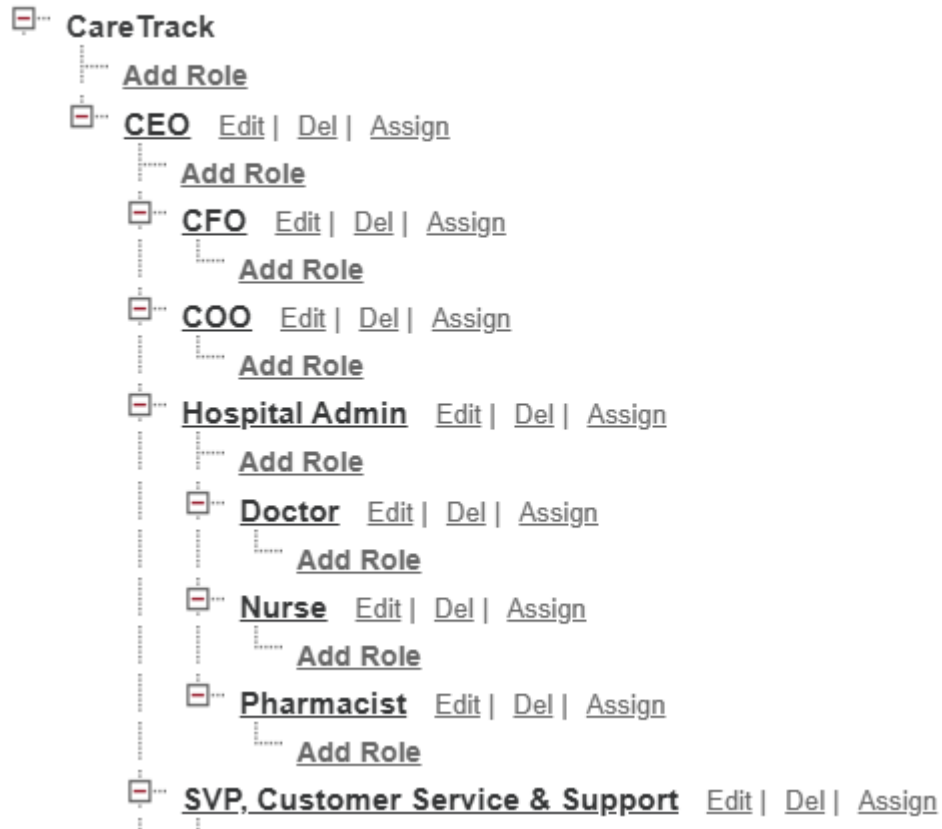 CareTrack
Add Role
CEO Edit | Del | Assign
Add Role
CFO Edit | Del | Assign
Add Role
COO Edit | Del | Assign
Add Role
Hospital Admin Edit | Del | Assign
Add Role
Doctor Edit | Del | Assign
Add Role
Nurse Edit | Del | Assign
Add Role
Pharmacist Edit | Del | Assign
Add Role
SVP, Customer Service & Support Edit | Del | Assign